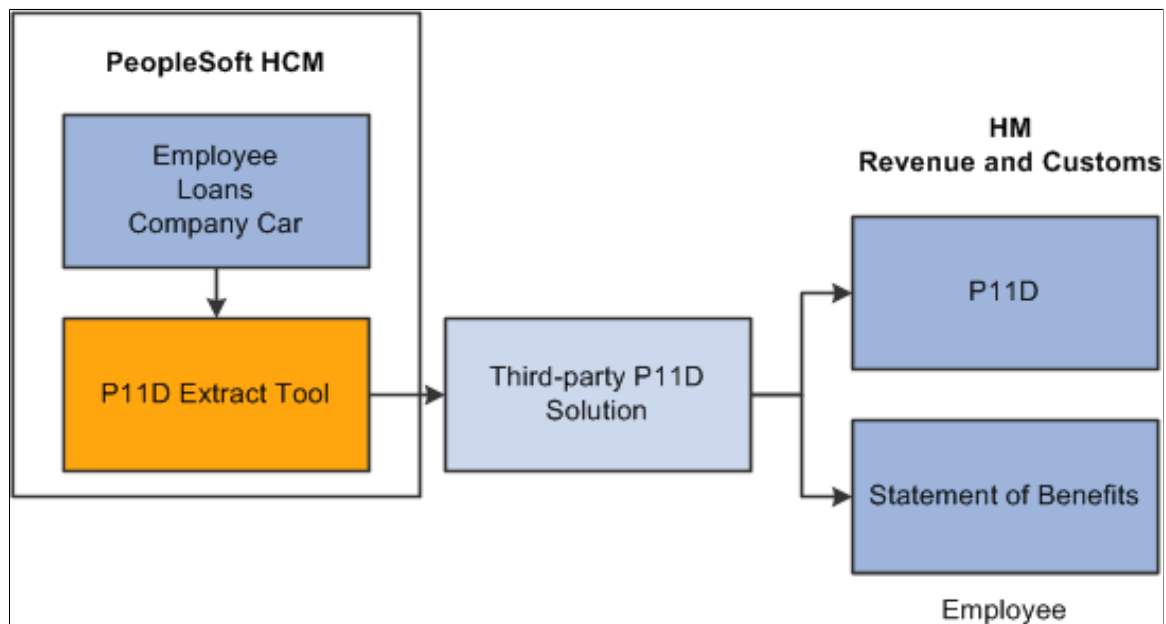 PeopleSoft HCM
Employee
Loans
Company Car
P11D Extract Tool
Third-party P11D
Solution
HM
Revenue and Customs
P11D
Statement of Benefits
Employee